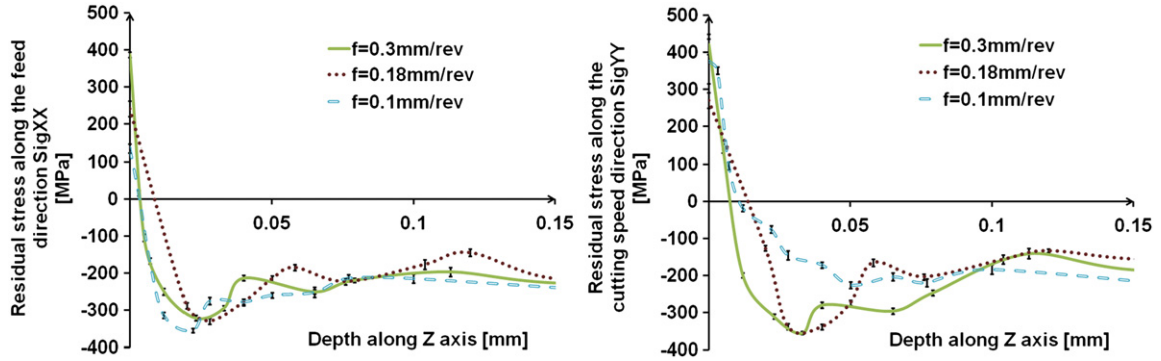 Residual stress along the feed
direction SigXX
[MPa]
500
400
300
200
100
0
-100
-200
-300
-400
0.05
0.1
0.15
f=0.3mm/rev
f=0.18mm/rev
f=0.1mm/rev
Depth along Z axis [mm]
Residual stress along the
cutting speed direction SigYY
[MPa]
500
400
300
200
100
0
-100
-200
-300
-400
0.05
0.1
0.15
f=0.3mm/rev
f=0.18mm/rev
f=0.1mm/rev
Depth along Z axis [mm]